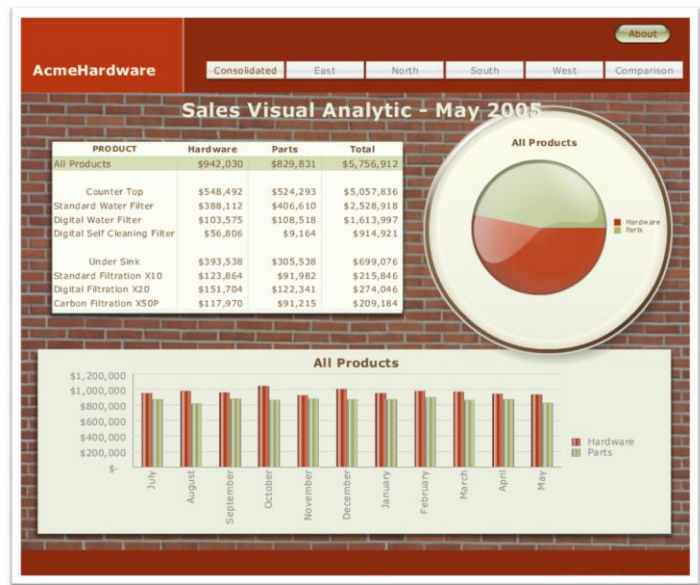 About
AcmeHardware
Consolidated East North South West Comparison
Sales Visual Analytic - May 2005
PRODUCT Hardware Parts Total
All Products $942,030 $829,831 $5,756,912
Counter Top $548,492 $524,293 $5,057,836
Standard Water Filter $388,112 $406,610 $2,528,918
Digital Water Filter $103,575 $108,518 $1,613,997
Digital Self Cleaning Filter $56,806 $9,164 $914,921
Under Sink $393,538 $305,538 $699,076
Standard Filtration X10 $123,864 $91,982 $215,846
Digital Filtration X20 $151,704 $122,341 $274,046
Carbon Filtration X50P $117,970 $91,215 $209,184
All Products
Hardware
Parts
All Products
$1,200,000
$1,000,000
$800,000
$600,000
$400,000
$200,000
$-
July August September October November December January February March April May
Hardware
Parts